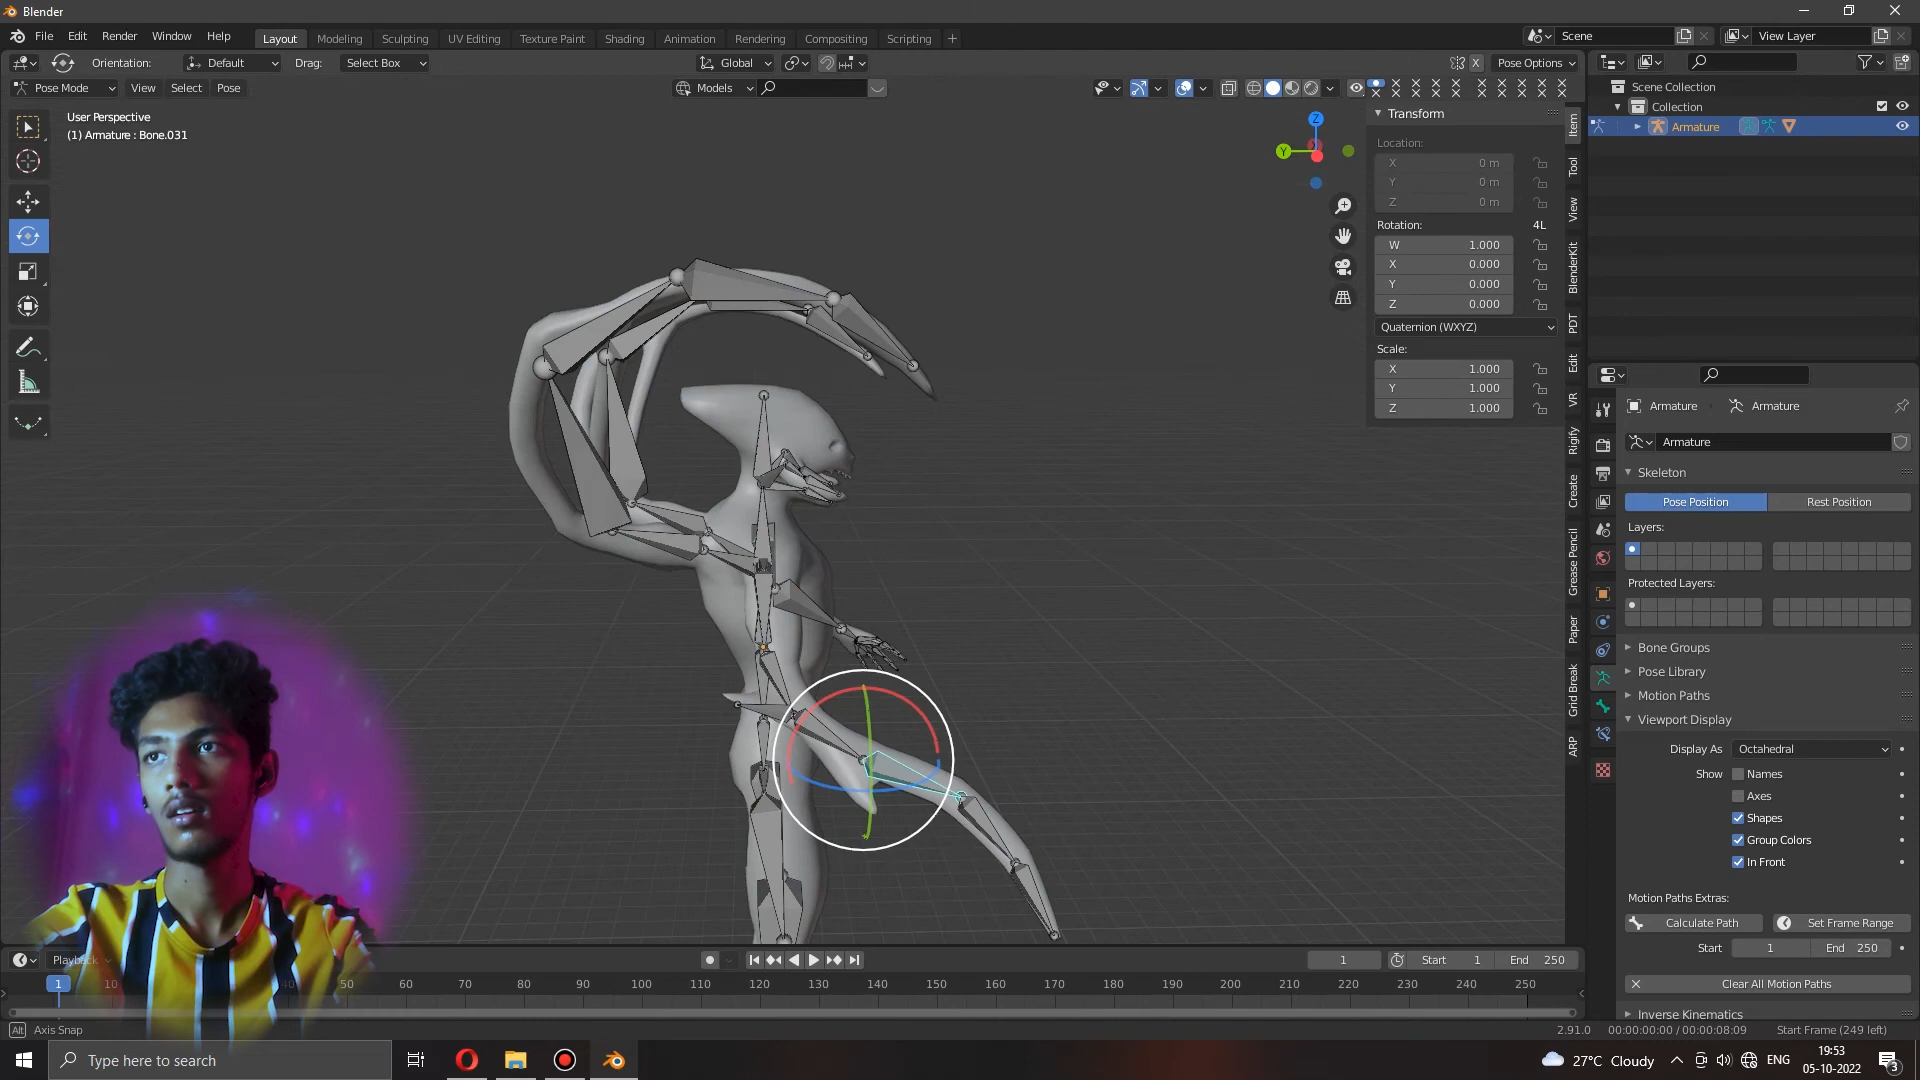 Blender
File Edit Render Window Help
Layout Modeling Sculpting UV Editing Texture Paint Shading Animation Rendering Compositing Scripting +
Scene
View Layer
Orientation: Default Drag: Select Box
Global
X Pose Options
Pose Mode View Select Pose
Models
User Perspective
(1) Armature : Bone.031
Z
Y
Transform
Location:
X 0 m
Y 0 m
Z 0 m
Rotation: 4L
W 1.000
X 0.000
Y 0.000
Z 0.000
Quaternion (WXYZ)
Scale:
X 1.000
Y 1.000
Z 1.000
Item
Tool
View
BlenderKit
PDT
Edit
VR
Rigify
Create
Grease Pencil
Paper
Grid Break
ARP
Scene Collection
Collection
Armature
Armature Armature
Armature
Skeleton
Pose Position Rest Position
Layers:
Protected Layers:
Bone Groups
Pose Library
Motion Paths
Viewport Display
Display As Octahedral
Show Names
Axes
Shapes
Group Colors
In Front
Motion Paths Extras:
Calculate Path Set Frame Range
Start 1 End 250
Clear All Motion Paths
Inverse Kinematics
Playback
1 Start 1 End 250
1 10 40 50 60 70 80 90 100 110 120 130 140 150 160 170 180 190 200 210 220 230 240 250
Alt Axis Snap
2.91.0 00:00:00:00 / 00:00:08:09 Start Frame (249 left)
Type here to search
27°C Cloudy ENG
19:53
05-10-2022
3